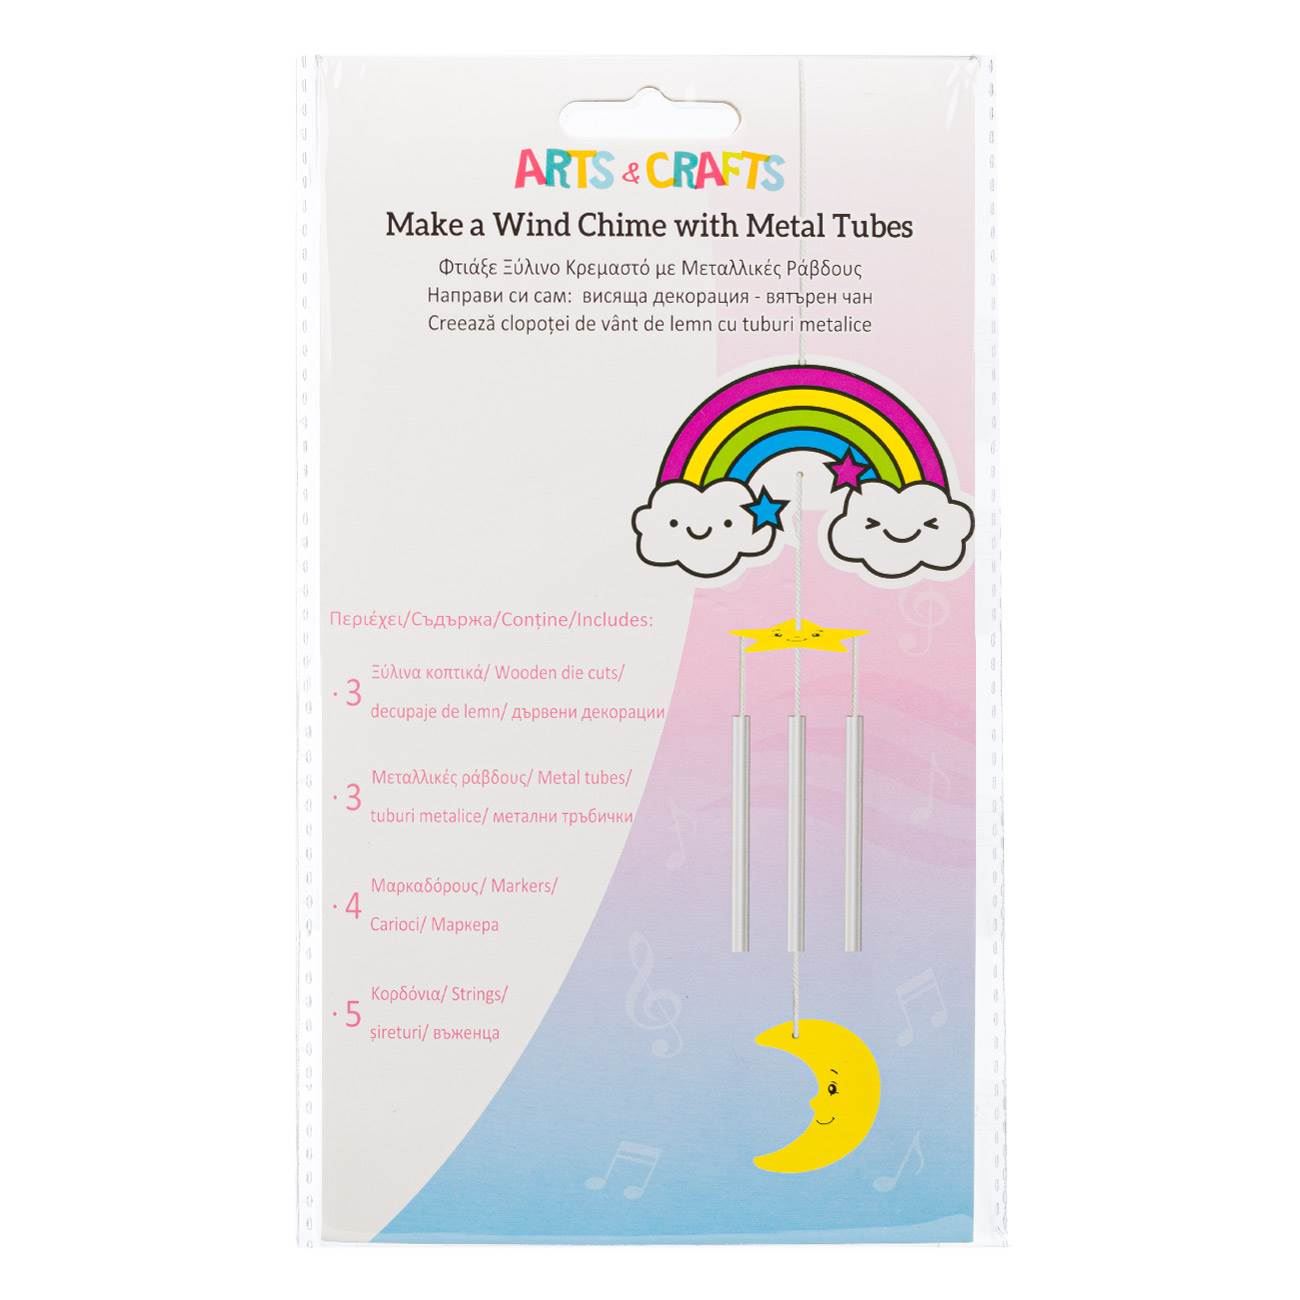 ARTS & CRAFTS
Make a Wind Chime with Metal Tubes
Φτιάξε Ξύλινο Κρεμαστό με Μεταλλικές Ράβδους
Направи си сам: висяща декорация - вятърен чан
Creează clopoței de vânt de lemn cu tuburi metalice
Περιέχει/Съдържа/Conține/Includes:
· 3 Ξύλινα κοπτικά/ Wooden die cuts/
decupaje de lemn/ дървени декорации
· 3 Μεταλλικές ράβδους/ Metal tubes/
tuburi metalice/ метални тръбички
· 4 Μαρκαδόρους/ Markers/
Carioci/ Маркера
· 5 Κορδόνια/ Strings/
șireturi/ въженца